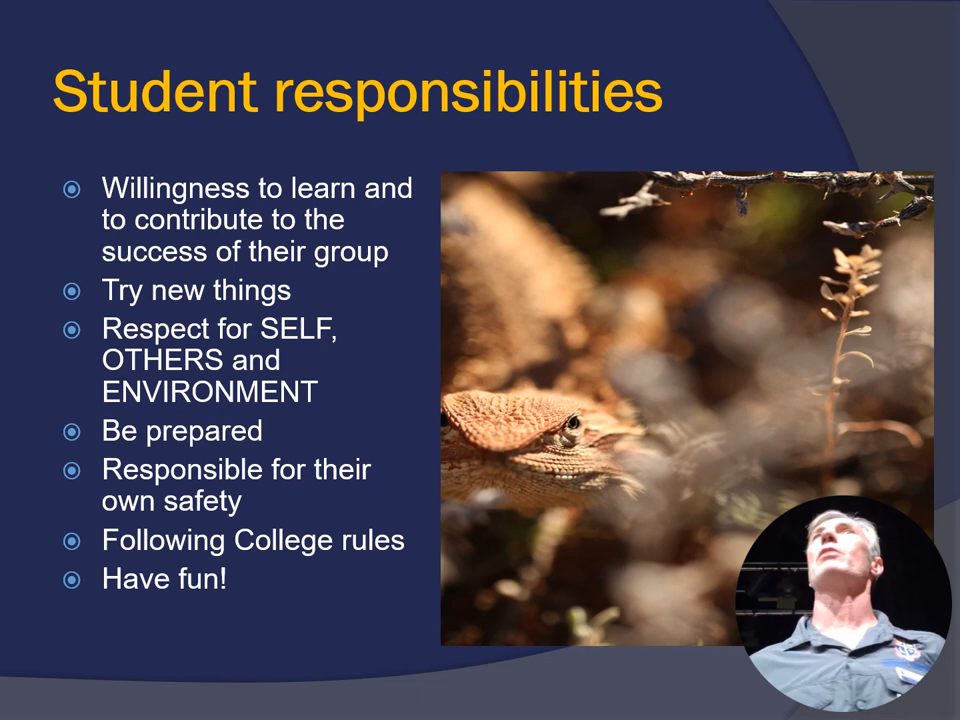 Student responsibilities
Willingness to learn and
to contribute to the
success of their group
Try new things
Respect for SELF,
OTHERS and
ENVIRONMENT
Be prepared
Responsible for their
own safety
Following College rules
Have fun!